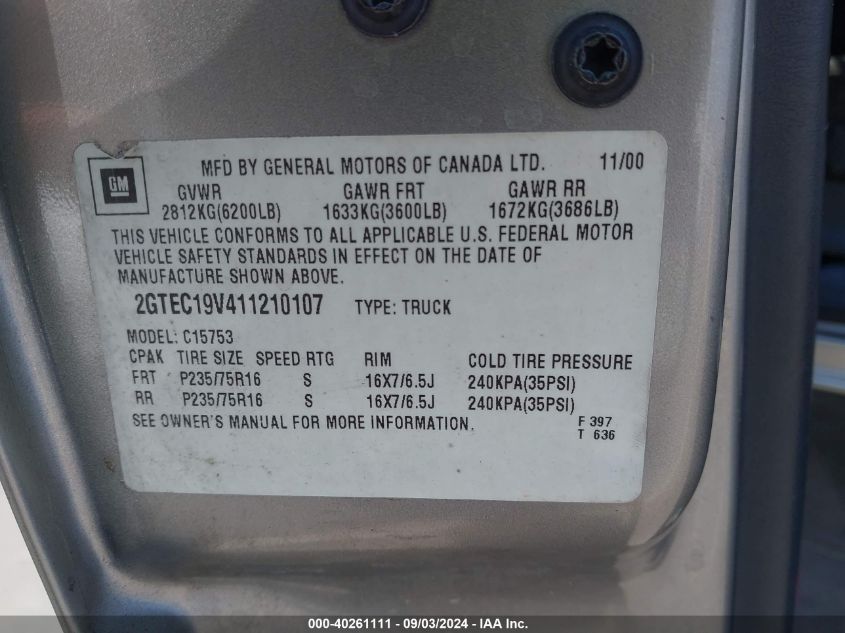 GM
MFD BY GENERAL MOTORS OF CANADA LTD. 11/00
GVWR GAWR FRT GAWR RR
2812KG(6200LB) 1633KG(3600LB) 1672KG(3686LB)
THIS VEHICLE CONFORMS TO ALL APPLICABLE U.S. FEDERAL MOTOR
VEHICLE SAFETY STANDARDS IN EFFECT ON THE DATE OF
MANUFACTURE SHOWN ABOVE.
2GTEC19V411210107 TYPE: TRUCK
MODEL: C15753
CPAK TIRE SIZE SPEED RTG RIM COLD TIRE PRESSURE
FRT P235/75R16 S 16X7/6.5J 240KPA(35PSI)
RR P235/75R16 S 16X7/6.5J 240KPA(35PSI)
SEE OWNER'S MANUAL FOR MORE INFORMATION. F 397
T 636
000-40261111 - 09/03/2024 - IAA Inc.